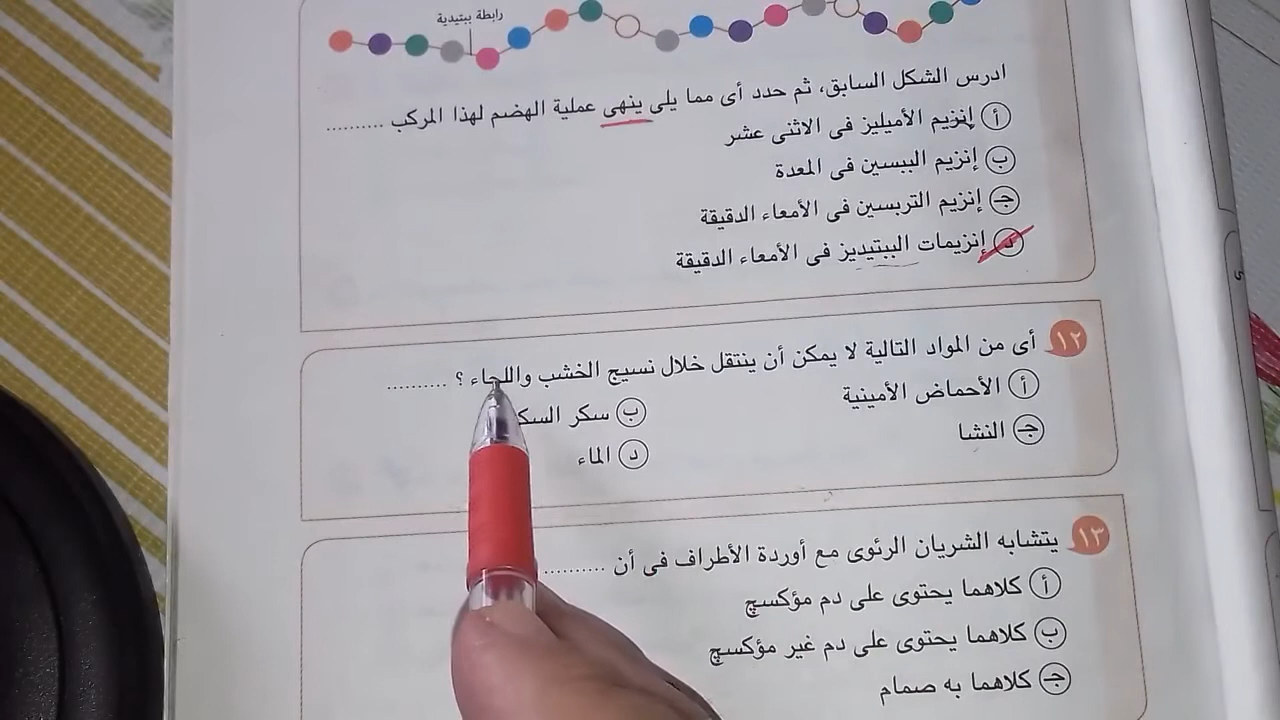 رابطة ببتيدية
ادرس الشكل السابق، ثم حدد أى مما يلى ينهى عملية الهضم لهذا المركب ..........
أ إنزيم الأميليز فى الاثنى عشر
ب إنزيم الببسين فى المعدة
جـ إنزيم التربسين فى الأمعاء الدقيقة
د إنزيمات الببتيديز فى الأمعاء الدقيقة
١٢ أى من المواد التالية لا يمكن أن ينتقل خلال نسيج الخشب واللحاء ؟ ..........
أ الأحماض الأمينية
ب سكر
جـ النشا
د الماء
١٣ يتشابه الشريان الرئوى مع أوردة الأطراف فى أن ..........
أ كلاهما يحتوى على دم مؤكسج
ب كلاهما يحتوى على دم غير مؤكسج
جـ كلاهما به صمام